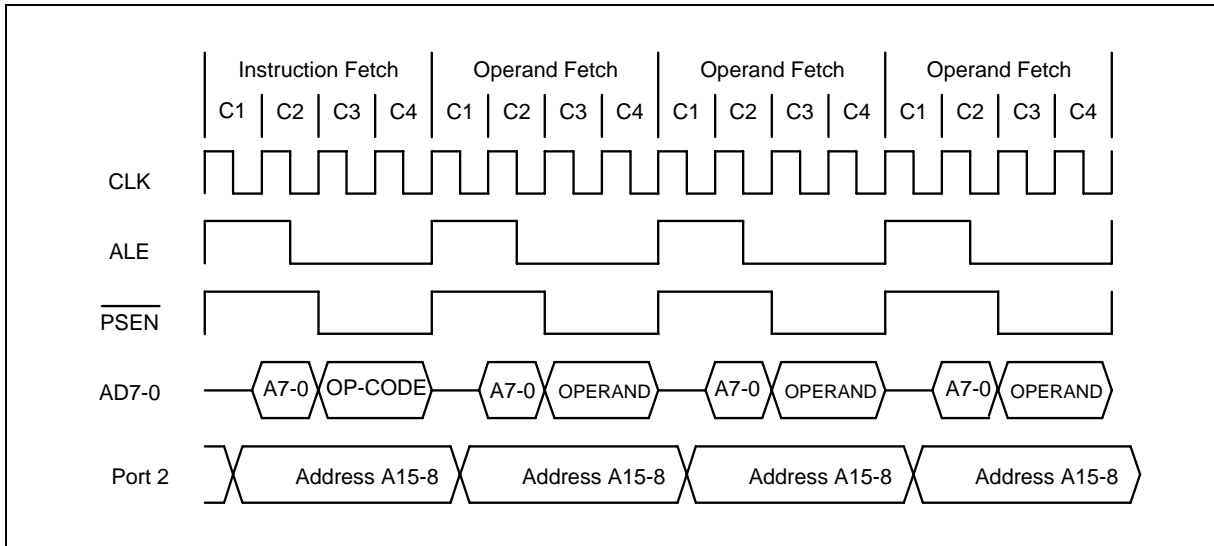 Instruction Fetch Operand Fetch Operand Fetch Operand Fetch
C1 C2 C3 C4 C1 C2 C3 C4 C1 C2 C3 C4 C1 C2 C3 C4
CLK
ALE
PSEN
AD7-0 A7-0 OP-CODE A7-0 OPERAND A7-0 OPERAND A7-0 OPERAND
Port 2 Address A15-8 Address A15-8 Address A15-8 Address A15-8